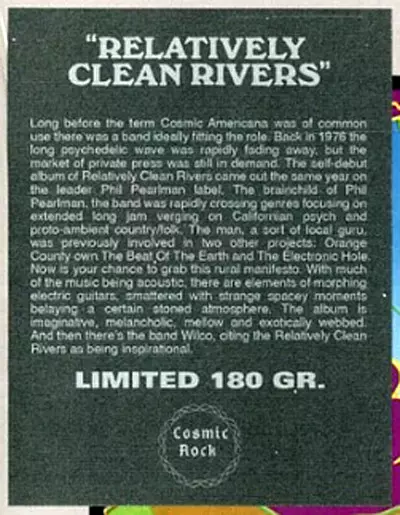 "RELATIVELY
CLEAN RIVERS"
Long before the term Cosmic Americana was of common
use there was a band ideally fitting the role. Back in 1976 the
long psychedelic wave was rapidly fading away, but the
market of private press was still in demand. The self-debut
album of Relatively Clean Rivers came out the same year on
the leader Phil Pearlman label. The brainchild of Phil
Pearlman, the band was rapidly crossing genres focusing on
extended long jam verging on Californian psych and
proto-ambient country/folk. The man, a sort of local guru,
was previously involved in two other projects: Orange
County own The Beat Of The Earth and The Electronic Hole.
Now is your chance to grab this rural manifesto. With much
of the music being acoustic, there are elements of morphing
electric guitars, smattered with strange spacey moments
belaying a certain stoned atmosphere. The album is
imaginative, melancholic, mellow and exotically webbed.
And then there's the band Wilco, citing the Relatively Clean
Rivers as being inspirational.
LIMITED 180 GR.
Cosmic
Rock